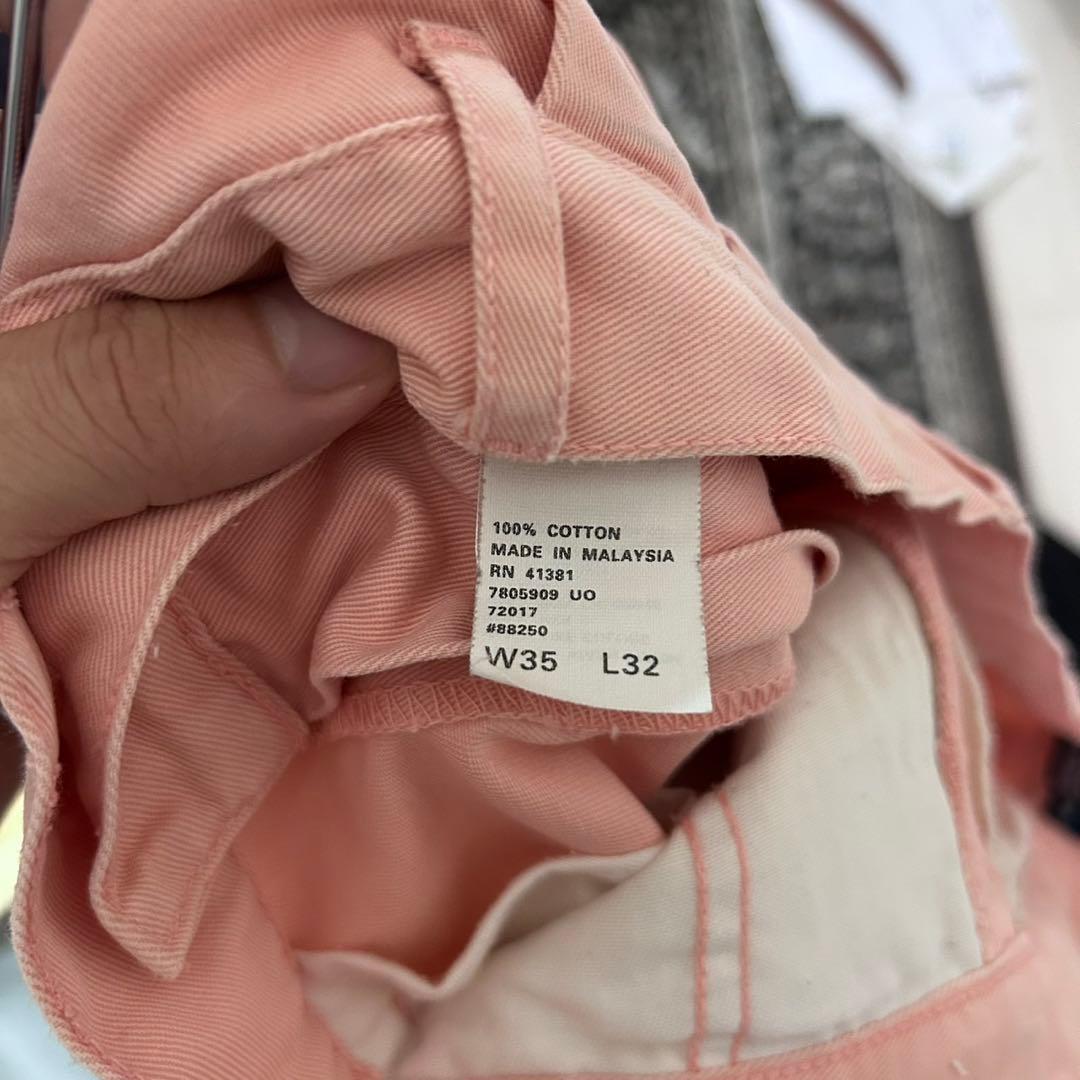 100% COTTON
MADE IN MALAYSIA
RN 41381
7805909 UO
72017
#88250
W35 L32